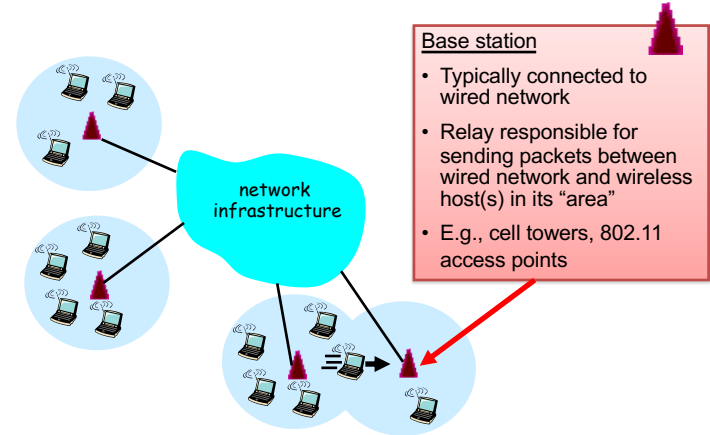 Base station
• Typically connected to
wired network
• Relay responsible for
sending packets between
wired network and wireless
host(s) in its “area”
• E.g., cell towers, 802.11
access points
network
infrastructure